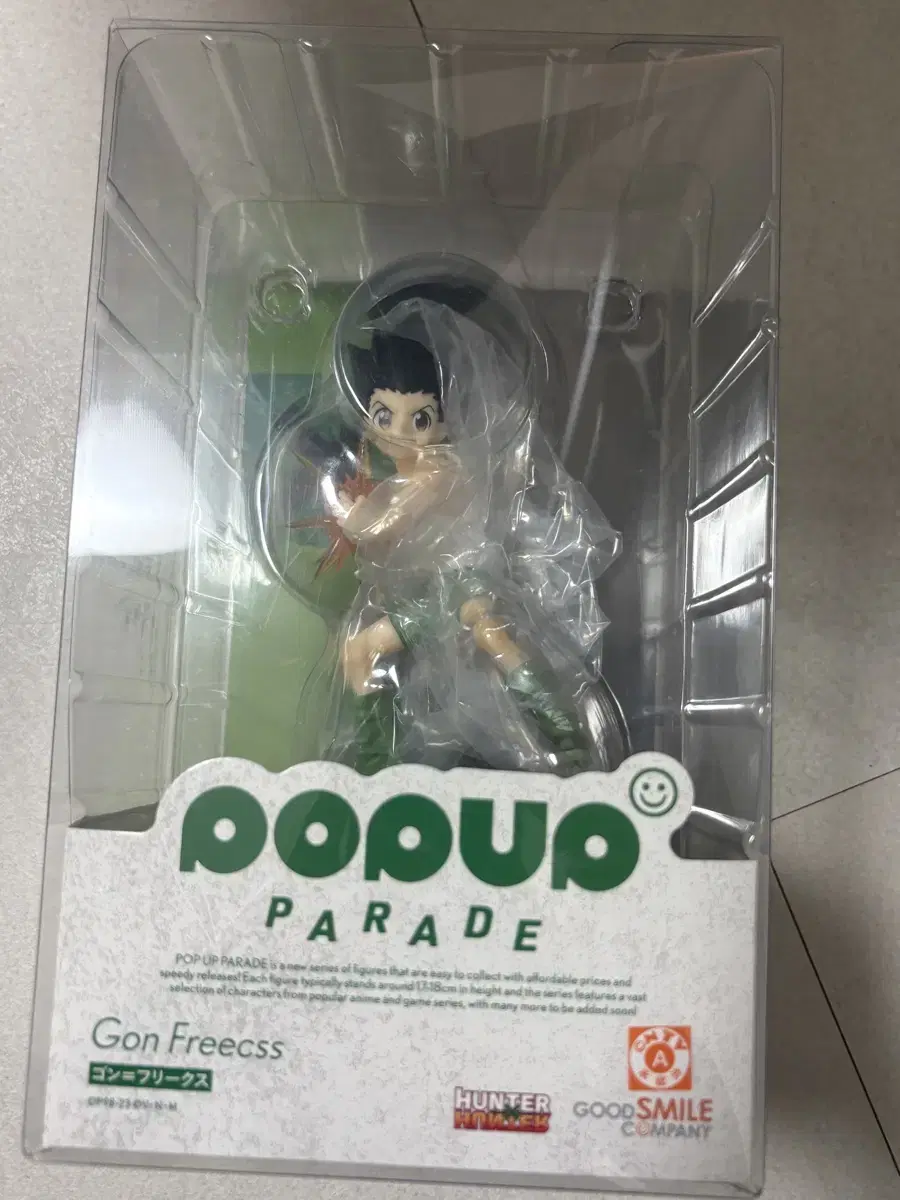 POPUP
PARADE
POP UP PARADE is a new series of figures that are easy to collect with affordable prices and
speedy releases! Each figure typically stands around 17-18cm in height and the series features a vast
selection of characters from popular anime and game series, with many more to be added soon!
Gon Freecss
ゴン=フリークス
HUNTER
HUNTER
A
GOOD SMILE
COMPANY